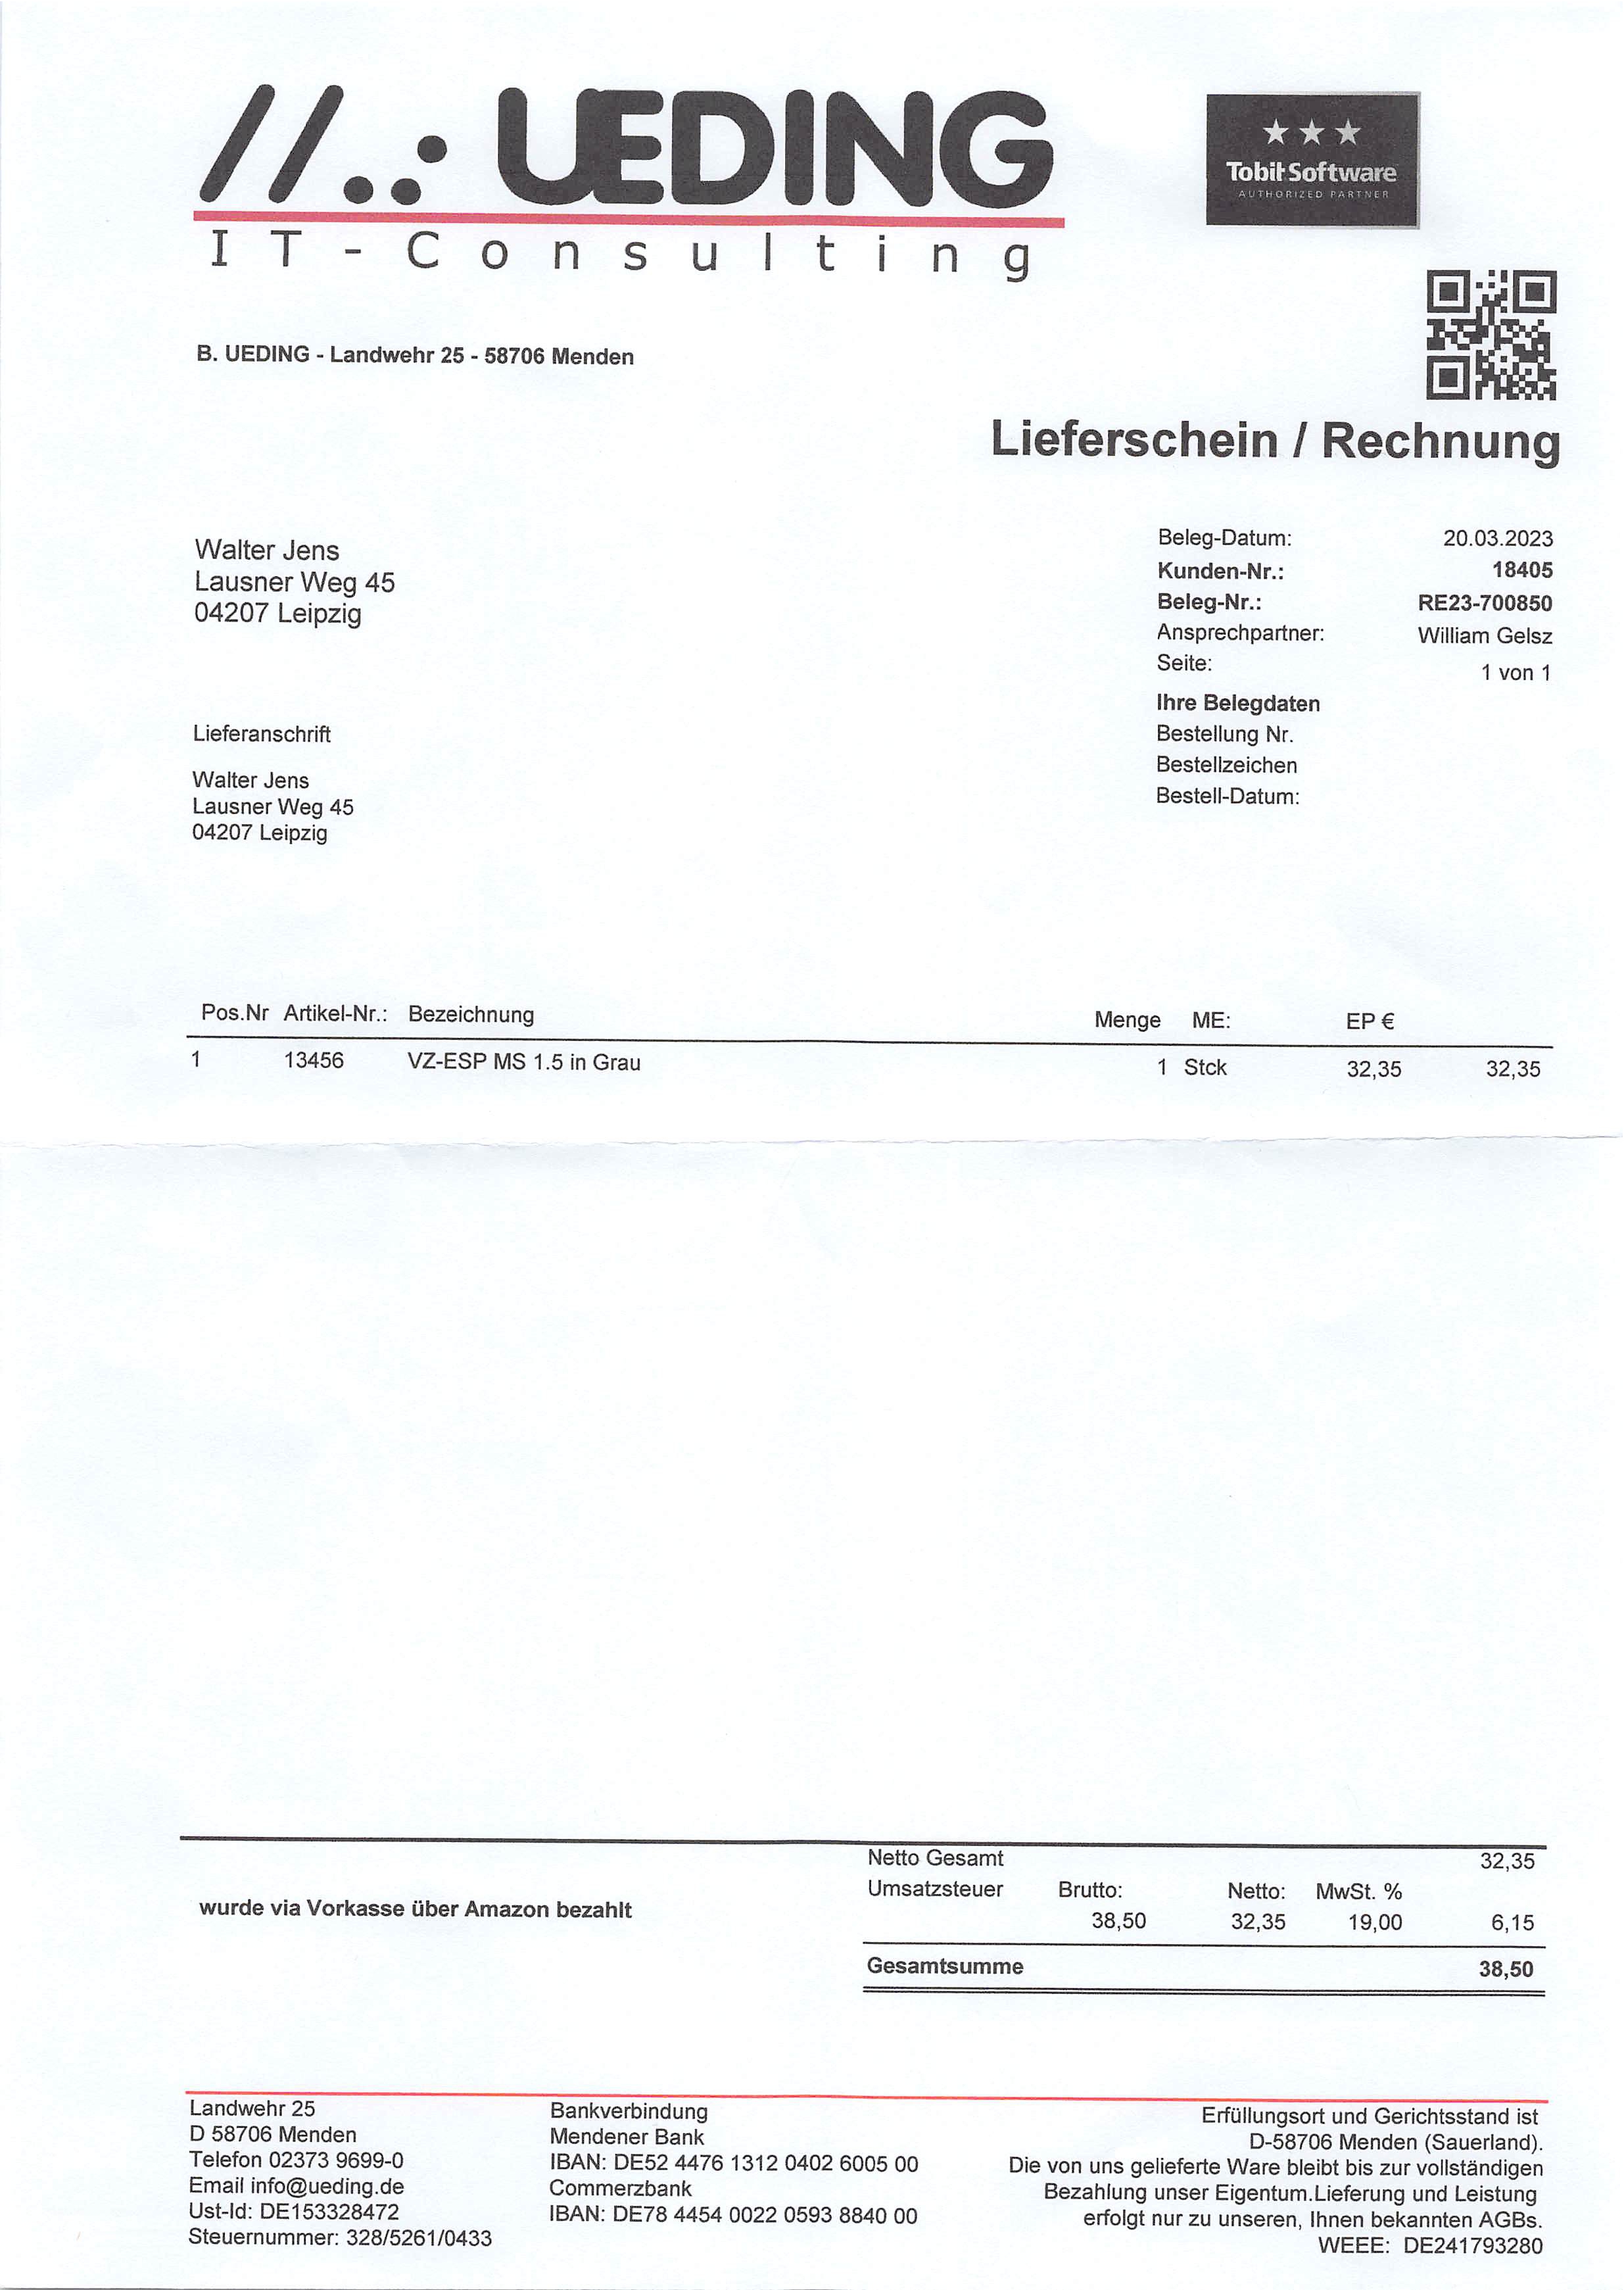 //.: UEDING
IT-Consulting
★★★
Tobit Software
AUTHORIZED PARTNER
B. UEDING - Landwehr 25 - 58706 Menden
Lieferschein / Rechnung
Walter Jens
Lausner Weg 45
04207 Leipzig
Beleg-Datum: 20.03.2023
Kunden-Nr.: 18405
Beleg-Nr.: RE23-700850
Ansprechpartner: William Gelsz
Seite: 1 von 1
Ihre Belegdaten
Bestellung Nr.
Bestellzeichen
Bestell-Datum:
Lieferanschrift
Walter Jens
Lausner Weg 45
04207 Leipzig
Pos.Nr Artikel-Nr.: Bezeichnung Menge ME: EP €
1 13456 VZ-ESP MS 1.5 in Grau 1 Stck 32,35 32,35
Netto Gesamt 32,35
Umsatzsteuer Brutto: Netto: MwSt. %
38,50 32,35 19,00 6,15
wurde via Vorkasse über Amazon bezahlt
Gesamtsumme 38,50
Landwehr 25
D 58706 Menden
Telefon 02373 9699-0
Email info@ueding.de
Ust-Id: DE153328472
Steuernummer: 328/5261/0433
Bankverbindung
Mendener Bank
IBAN: DE52 4476 1312 0402 6005 00
Commerzbank
IBAN: DE78 4454 0022 0593 8840 00
Erfüllungsort und Gerichtsstand ist
D-58706 Menden (Sauerland).
Die von uns gelieferte Ware bleibt bis zur vollständigen
Bezahlung unser Eigentum.Lieferung und Leistung
erfolgt nur zu unseren, Ihnen bekannten AGBs.
WEEE: DE241793280